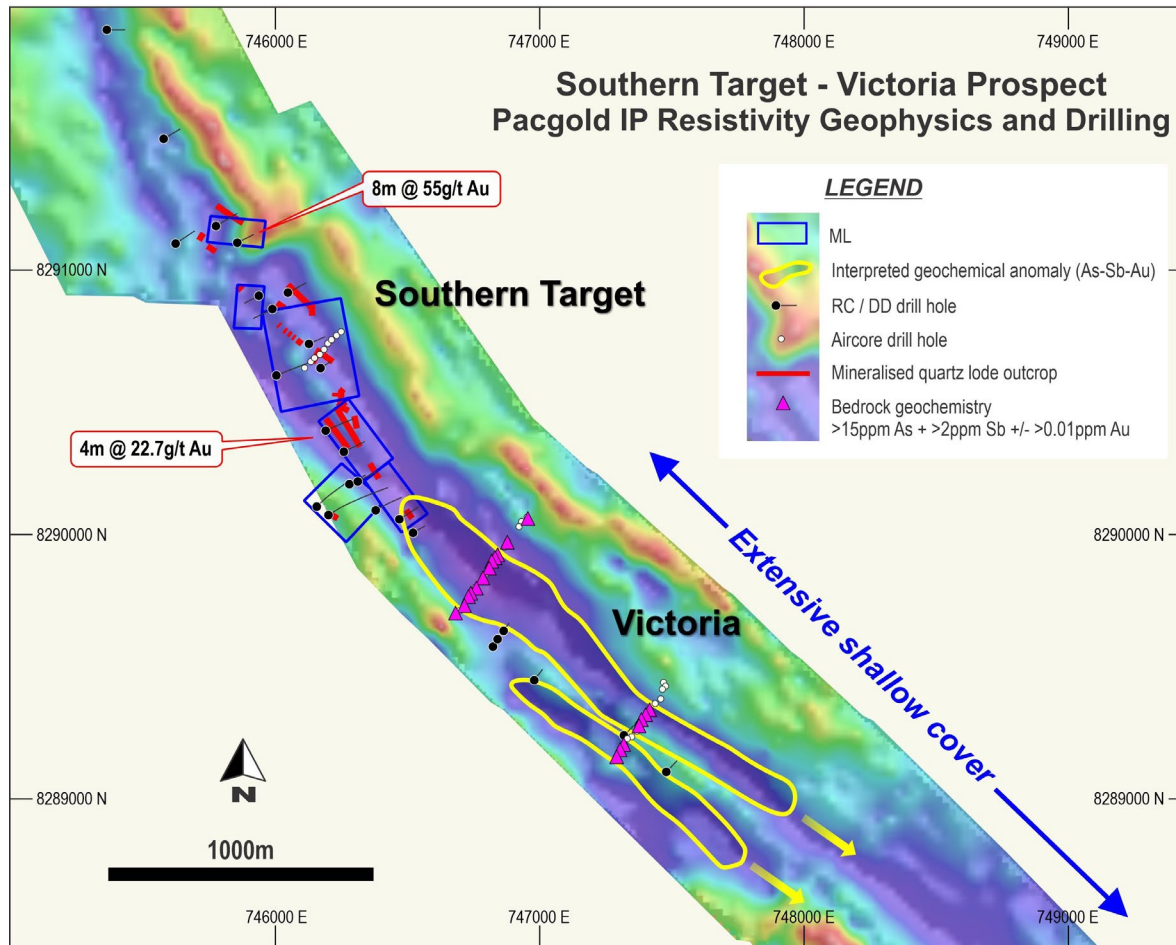 746000 E
747000 E
748000 E
749000 E
Southern Target - Victoria Prospect
Pacgold IP Resistivity Geophysics and Drilling
8m @ 55g/t Au
LEGEND
ML
Interpreted geochemical anomaly (As-Sb-Au)
RC / DD drill hole
Aircore drill hole
Mineralised quartz lode outcrop
Bedrock geochemistry
>15ppm As + >2ppm Sb +/- >0.01ppm Au
8291000 N
8291000 N
Southern Target
4m @ 22.7g/t Au
8290000 N
8290000 N
Extensive shallow cover
Victoria
N
8289000 N
8289000 N
1000m
746000 E
747000 E
748000 E
749000 E